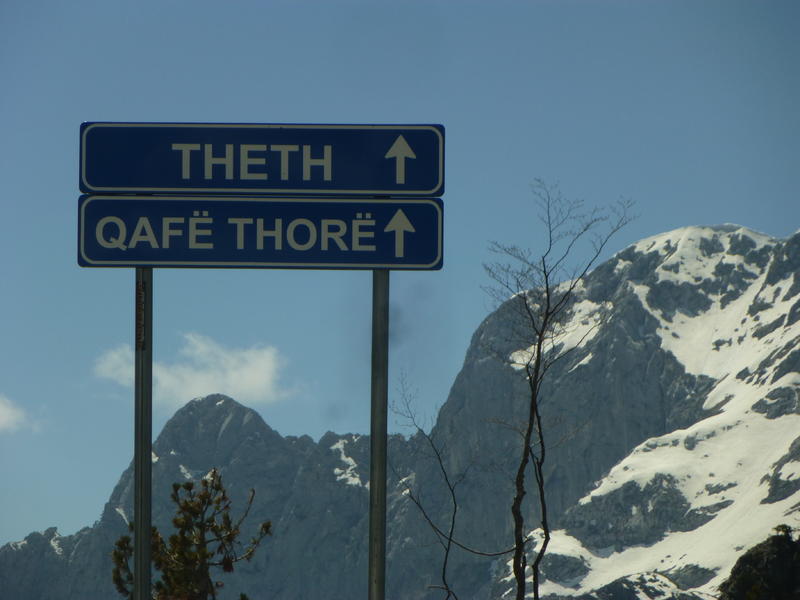 THETH ↑
QAFË THORË ↑